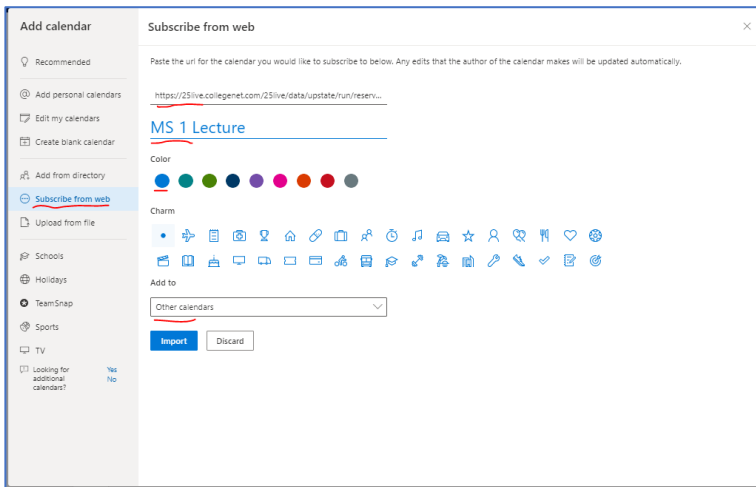 Add calendar
Recommended
Add personal calendars
Edit my calendars
Create blank calendar
Add from directory
Subscribe from web
Upload from file
Schools
Holidays
TeamSnap
Sports
TV
Looking for additional calendars?
Yes
No
Subscribe from web
Paste the url for the calendar you would like to subscribe to below. Any edits that the author of the calendar makes will be updated automatically.
https://25live.collegenet.com/25live/data/upstate/run/reserv...
MS 1 Lecture
Color
Charm
Add to
Other calendars
Import
Discard